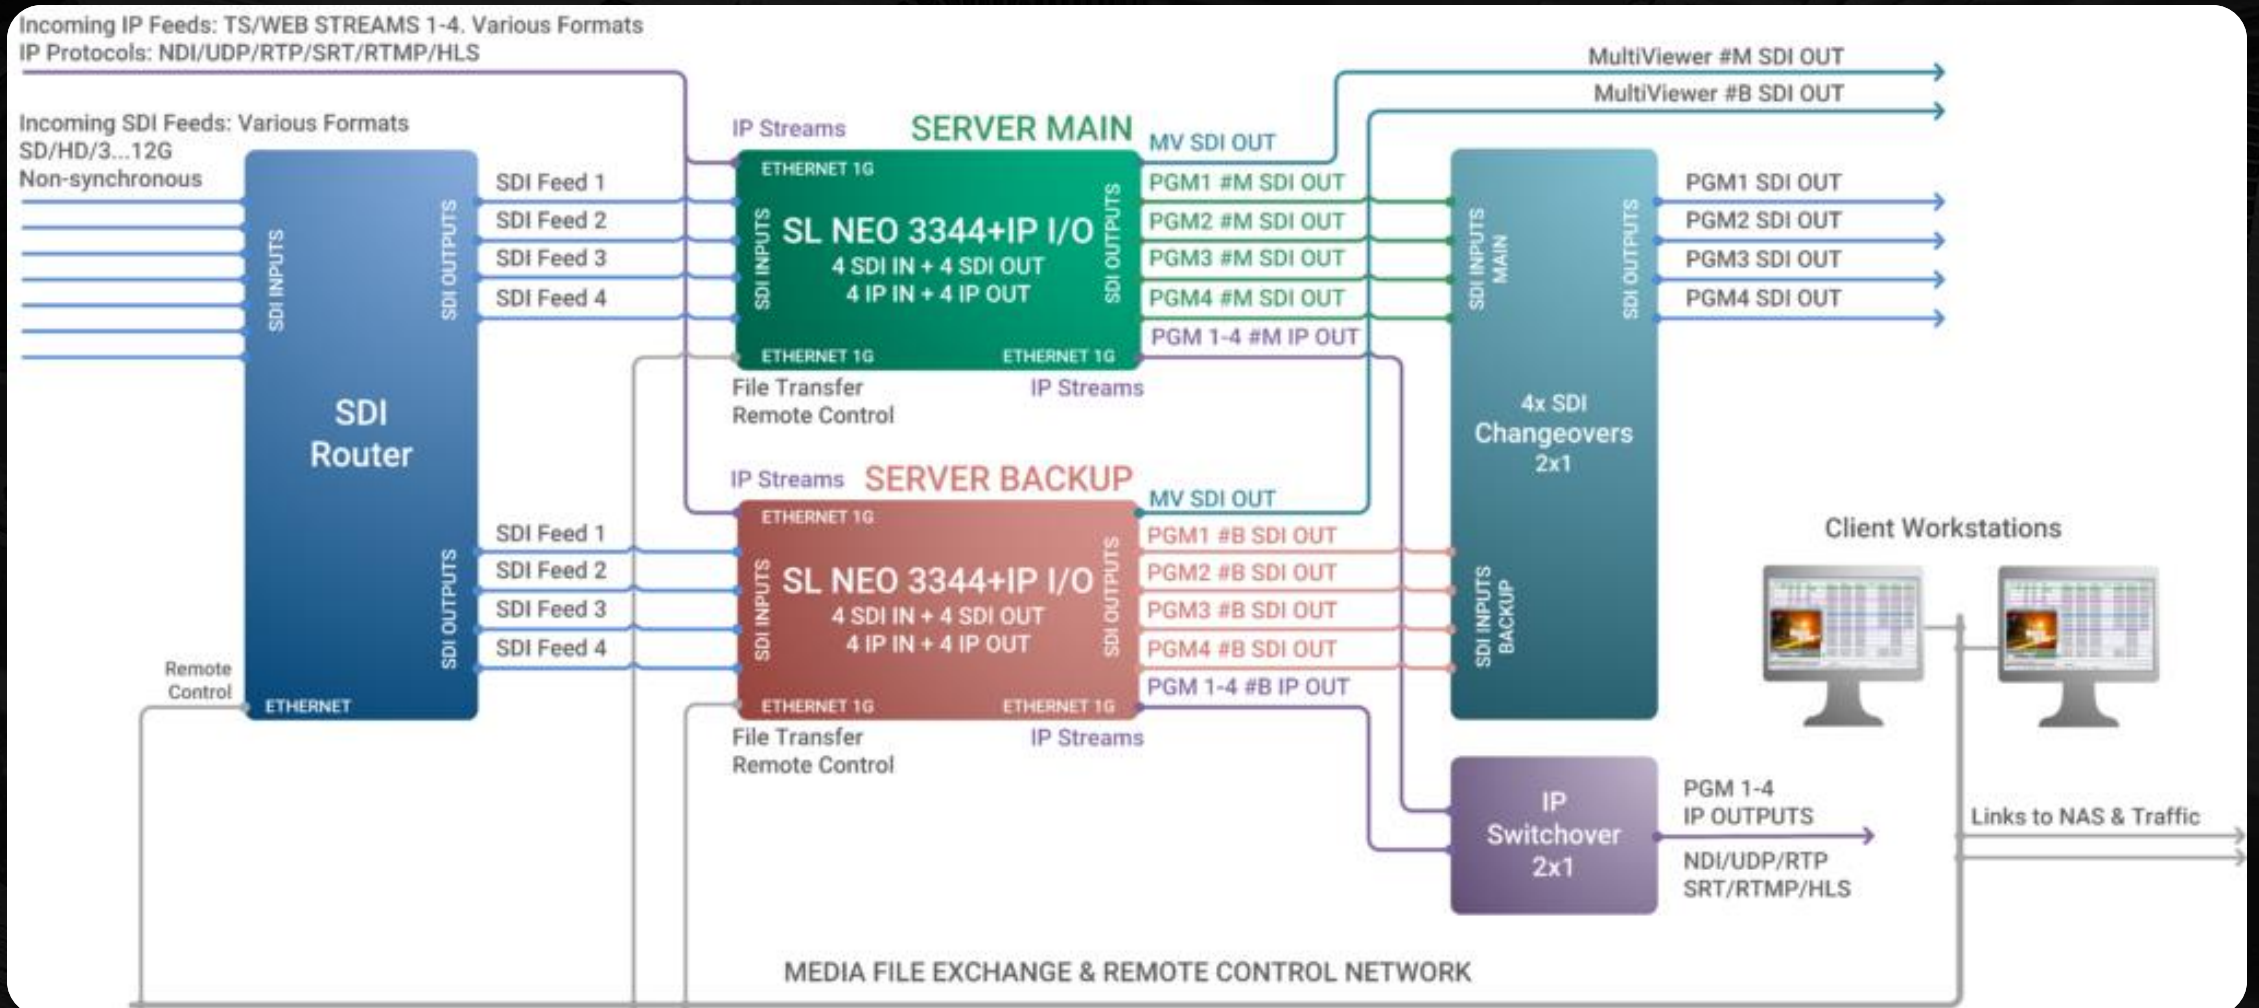 Incoming IP Feeds: TS/WEB STREAMS 1-4. Various Formats
IP Protocols: NDI/UDP/RTP/SRT/RTMP/HLS
Incoming SDI Feeds: Various Formats
SD/HD/3...12G
Non-synchronous
SDI INPUTS
SDI OUTPUTS
SDI
Router
SDI OUTPUTS
Remote
Control
ETHERNET
SDI Feed 1
SDI Feed 2
SDI Feed 3
SDI Feed 4
SDI Feed 1
SDI Feed 2
SDI Feed 3
SDI Feed 4
IP Streams
SERVER MAIN
ETHERNET 1G
SDI INPUTS
SL NEO 3344+IP I/O
4 SDI IN + 4 SDI OUT
4 IP IN + 4 IP OUT
SDI OUTPUTS
ETHERNET 1G
ETHERNET 1G
File Transfer
Remote Control
IP Streams
IP Streams
SERVER BACKUP
ETHERNET 1G
SDI INPUTS
SL NEO 3344+IP I/O
4 SDI IN + 4 SDI OUT
4 IP IN + 4 IP OUT
SDI OUTPUTS
ETHERNET 1G
ETHERNET 1G
File Transfer
Remote Control
IP Streams
MV SDI OUT
PGM1 #M SDI OUT
PGM2 #M SDI OUT
PGM3 #M SDI OUT
PGM4 #M SDI OUT
PGM 1-4 #M IP OUT
MV SDI OUT
PGM1 #B SDI OUT
PGM2 #B SDI OUT
PGM3 #B SDI OUT
PGM4 #B SDI OUT
PGM 1-4 #B IP OUT
MultiViewer #M SDI OUT
MultiViewer #B SDI OUT
SDI INPUTS
MAIN
SDI OUTPUTS
4x SDI
Changeovers
2x1
SDI INPUTS
BACKUP
PGM1 SDI OUT
PGM2 SDI OUT
PGM3 SDI OUT
PGM4 SDI OUT
Client Workstations
IP
Switchover
2x1
PGM 1-4
IP OUTPUTS
NDI/UDP/RTP
SRT/RTMP/HLS
Links to NAS & Traffic
MEDIA FILE EXCHANGE & REMOTE CONTROL NETWORK